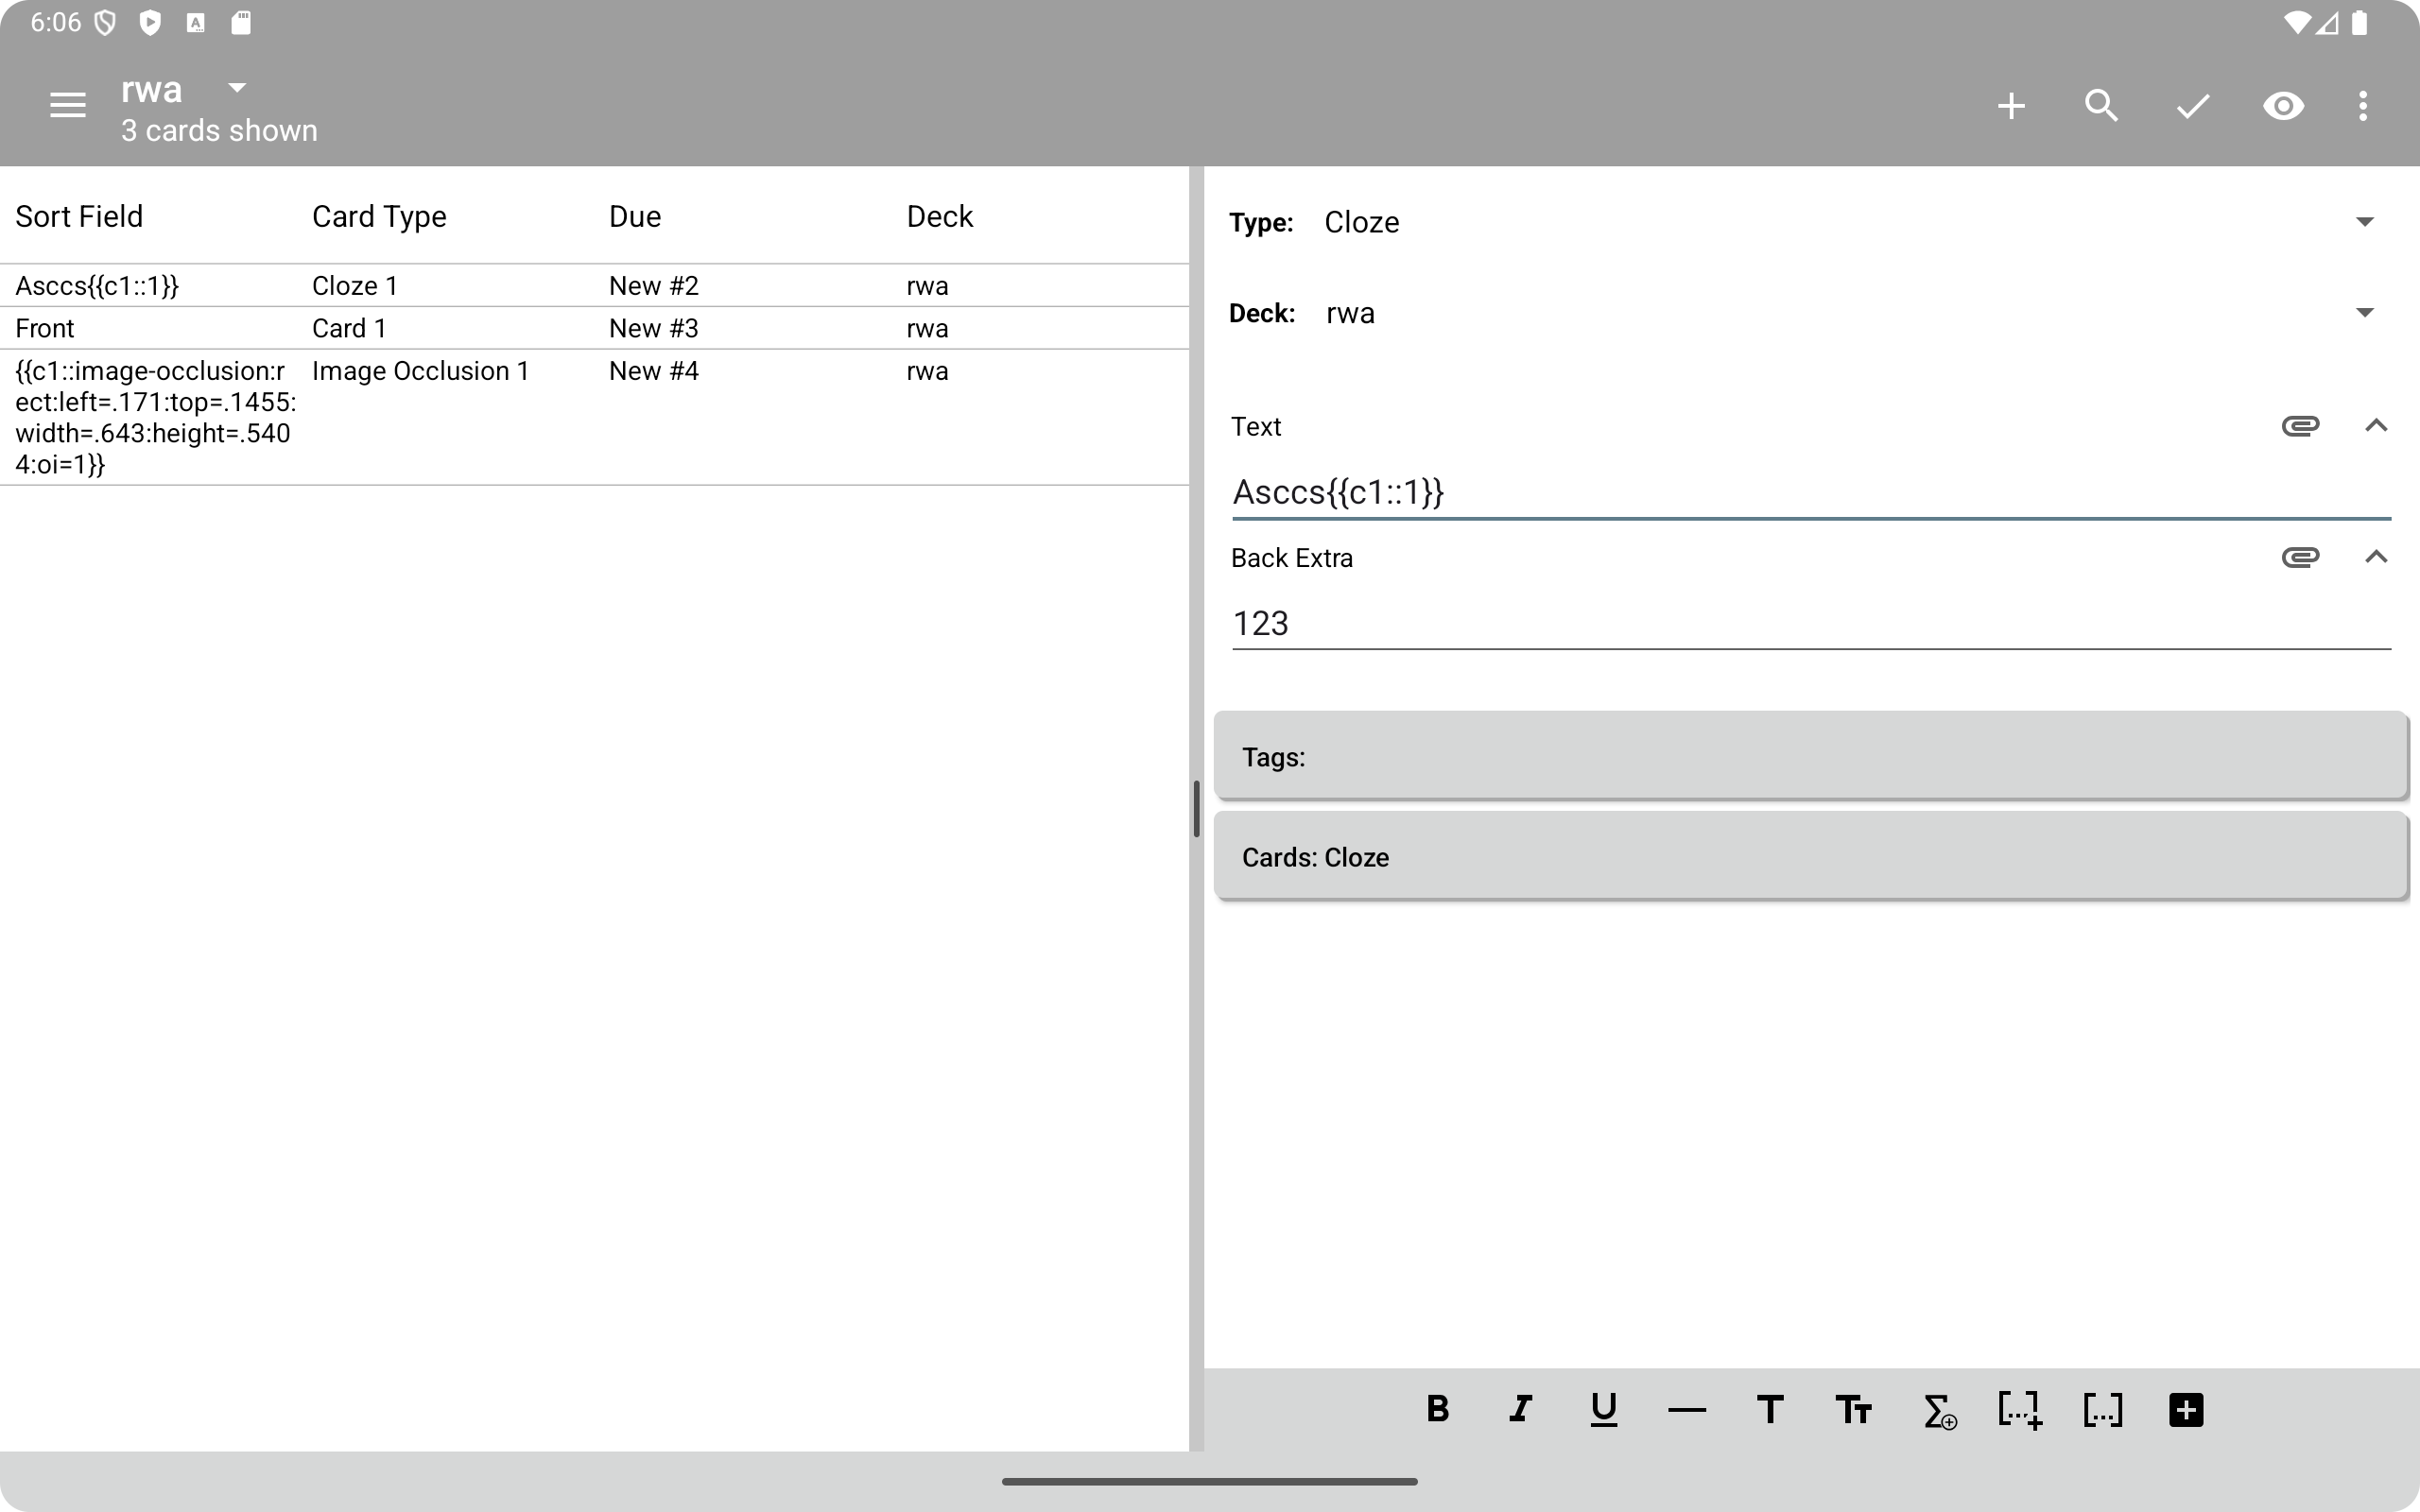 6:06
rwa
3 cards shown
Sort Field Card Type Due Deck
Asccs{{c1::1}} Cloze 1 New #2 rwa
Front Card 1 New #3 rwa
{{c1::image-occlusion:r Image Occlusion 1 New #4 rwa
ect:left=.171:top=.1455:
width=.643:height=.540
4:oi=1}}
Type: Cloze
Deck: rwa
Text
Asccs{{c1::1}}
Back Extra
123
Tags:
Cards: Cloze